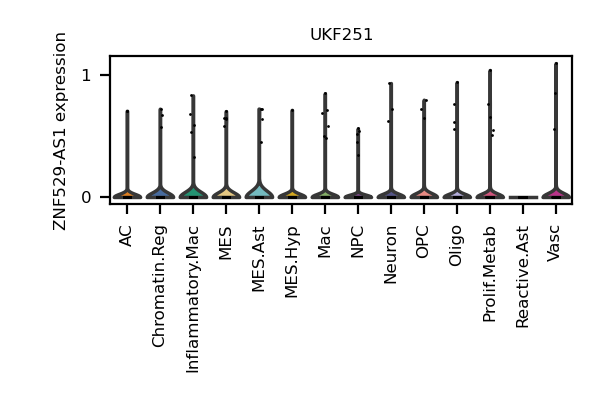 UKF251
ZNF529-AS1 expression
1
0
AC
Chromatin.Reg
Inflammatory.Mac
MES
MES.Ast
MES.Hyp
Mac
NPC
Neuron
OPC
Oligo
Prolif.Metab
Reactive.Ast
Vasc